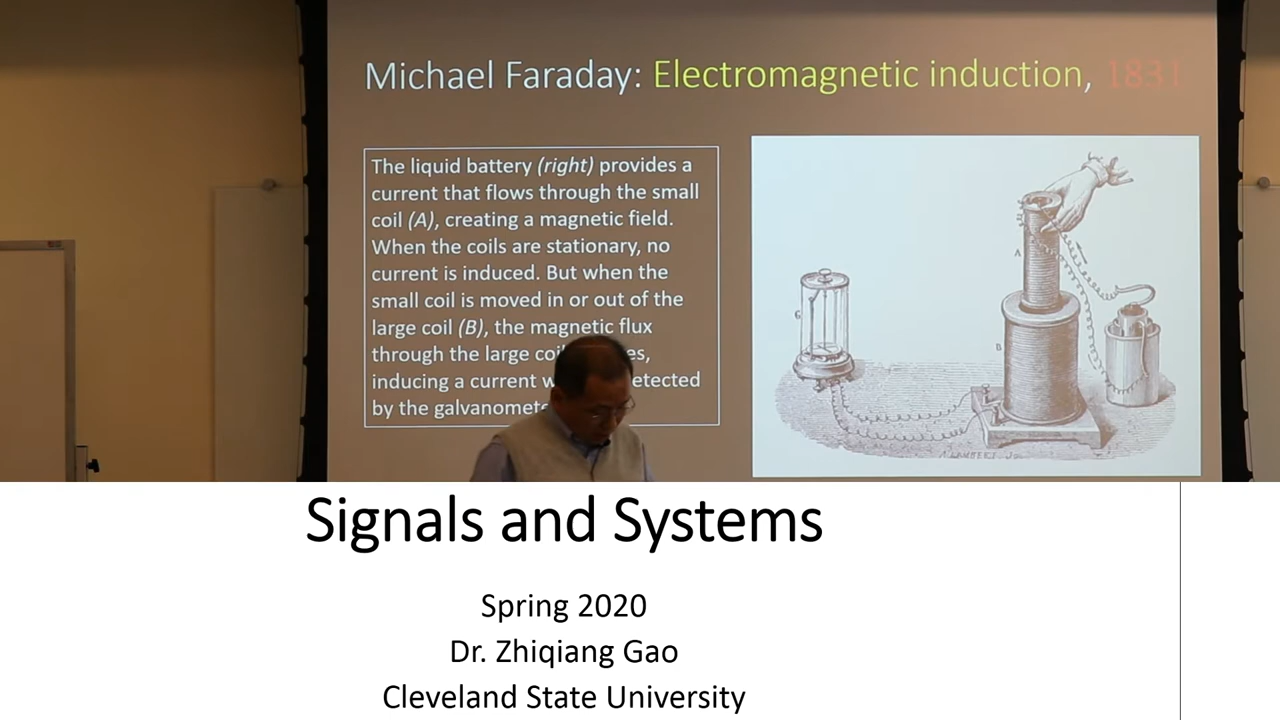 Michael Faraday: Electromagnetic induction, 1831
The liquid battery (right) provides a
current that flows through the small
coil (A), creating a magnetic field.
When the coils are stationary, no
current is induced. But when the
small coil is moved in or out of the
large coil (B), the magnetic flux
through the large es,
inducing a current etected
by the
A
B
G
Signals and Systems
Spring 2020
Dr. Zhiqiang Gao
Cleveland State University